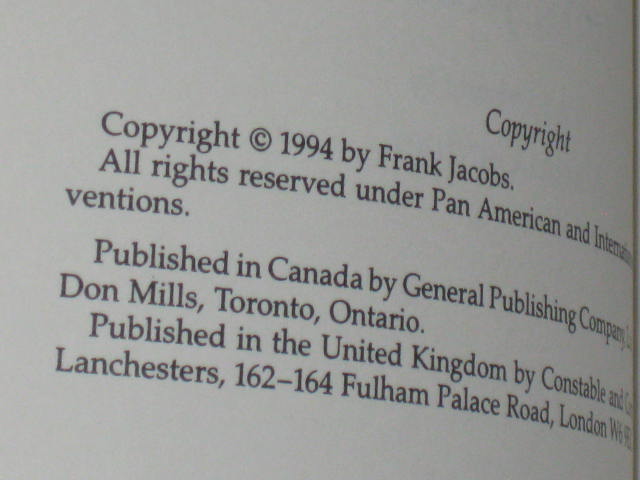 Copyright
Copyright © 1994 by Frank Jacobs.
All rights reserved under Pan American and
ventions.
Published in Canada by General Publishing Company,
Don Mills, Toronto, Ontario.
Published in the United Kingdom by Constable and
Lanchesters, 162–164 Fulham Palace Road, London W6